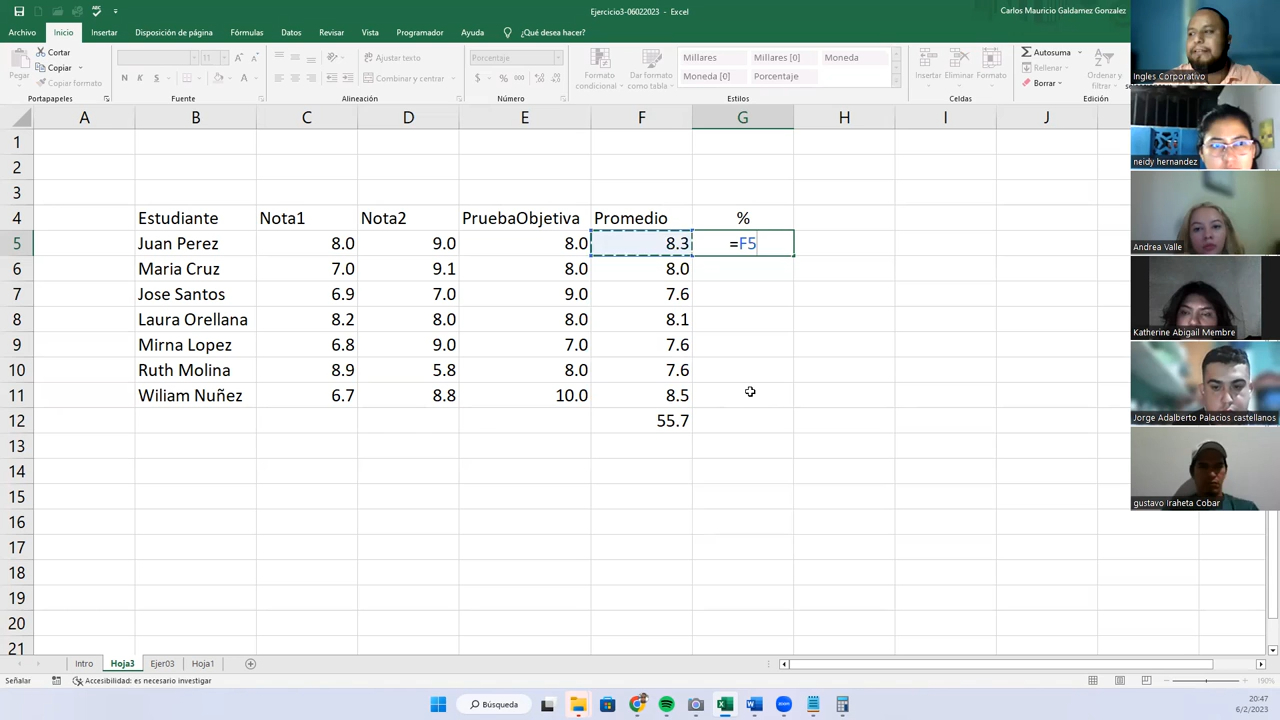 Ejercicio3-06022023 - Excel
Carlos Mauricio Galdamez Gonzalez
Archivo Inicio Insertar Disposición de página Fórmulas Datos Revisar Vista Programador Ayuda ¿Qué desea hacer?
Pegar
Cortar
Copiar
Portapapeles
11
N K S
Fuente
Ajustar texto
Combinar y centrar
Alineación
Porcentaje
% 000
Número
Formato condicional
Dar formato como tabla
Millares Millares [0] Moneda
Moneda [0] Porcentaje
Estilos
Insertar Eliminar Formato
Celdas
Autosuma
Rellenar
Borrar
Ordenar y
Edición
A B C D E F G H I J
1
2
3
4 Estudiante Nota1 Nota2 PruebaObjetiva Promedio %
5 Juan Perez 8.0 9.0 8.0 8.3 =F5
6 Maria Cruz 7.0 9.1 8.0 8.0
7 Jose Santos 6.9 7.0 9.0 7.6
8 Laura Orellana 8.2 8.0 8.0 8.1
9 Mirna Lopez 6.8 9.0 7.0 7.6
10 Ruth Molina 8.9 5.8 8.0 7.6
11 Wiliam Nuñez 6.7 8.8 10.0 8.5
12 55.7
13
14
15
16
17
18
19
20
21
Ingles Corporativo
neidy hernandez
Andrea Valle
Katherine Abigail Membre
Jorge Adalberto Palacios castellanos
gustavo Iraheta Cobar
Intro Hoja3 Ejer03 Hoja1
Señalar Accesibilidad: es necesario investigar
190%
Búsqueda
20:47
6/2/2023